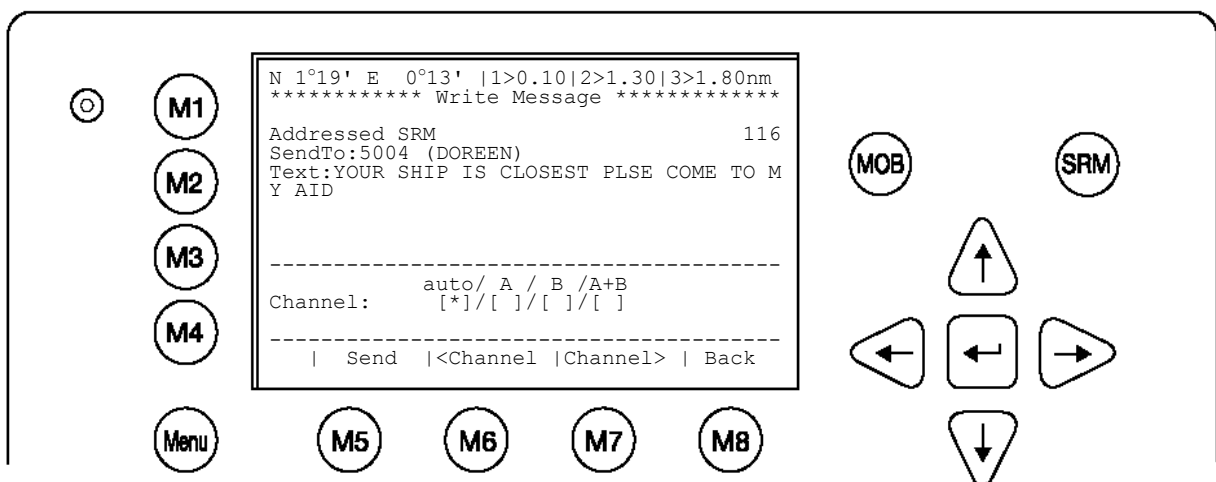 N 1°19' E  0°13' |1>0.10|2>1.30|3>1.80nm
************ Write Message *************
Addressed SRM                        116
SendTo:5004 (DOREEN)
Text:YOUR SHIP IS CLOSEST PLSE COME TO M
Y AID
----------------------------------------
auto/ A / B /A+B
Channel:     [*]/[ ]/[ ]/[ ]
----------------------------------------
|  Send  |<Channel |Channel> | Back
M1
M2
M3
M4
Menu
M5
M6
M7
M8
MOB
SRM